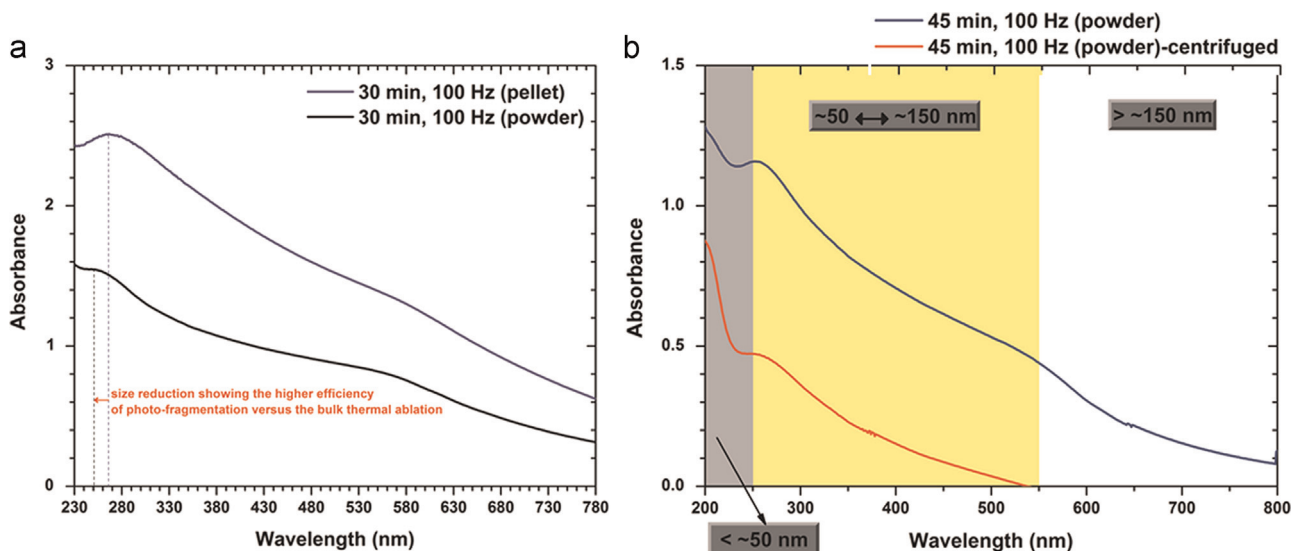 a
30 min, 100 Hz (pellet)
30 min, 100 Hz (powder)
3
2
1
0
Absorbance
size reduction showing the higher efficiency
of photo-fragmentation versus the bulk thermal ablation
230 280 330 380 430 480 530 580 630 680 730 780
Wavelength (nm)
b
45 min, 100 Hz (powder)
45 min, 100 Hz (powder)-centrifuged
1.5
1.0
0.5
0.0
Absorbance
~50 ↔ ~150 nm
> ~150 nm
200 300 400 500 600 700 800
Wavelength (nm)
< ~50 nm